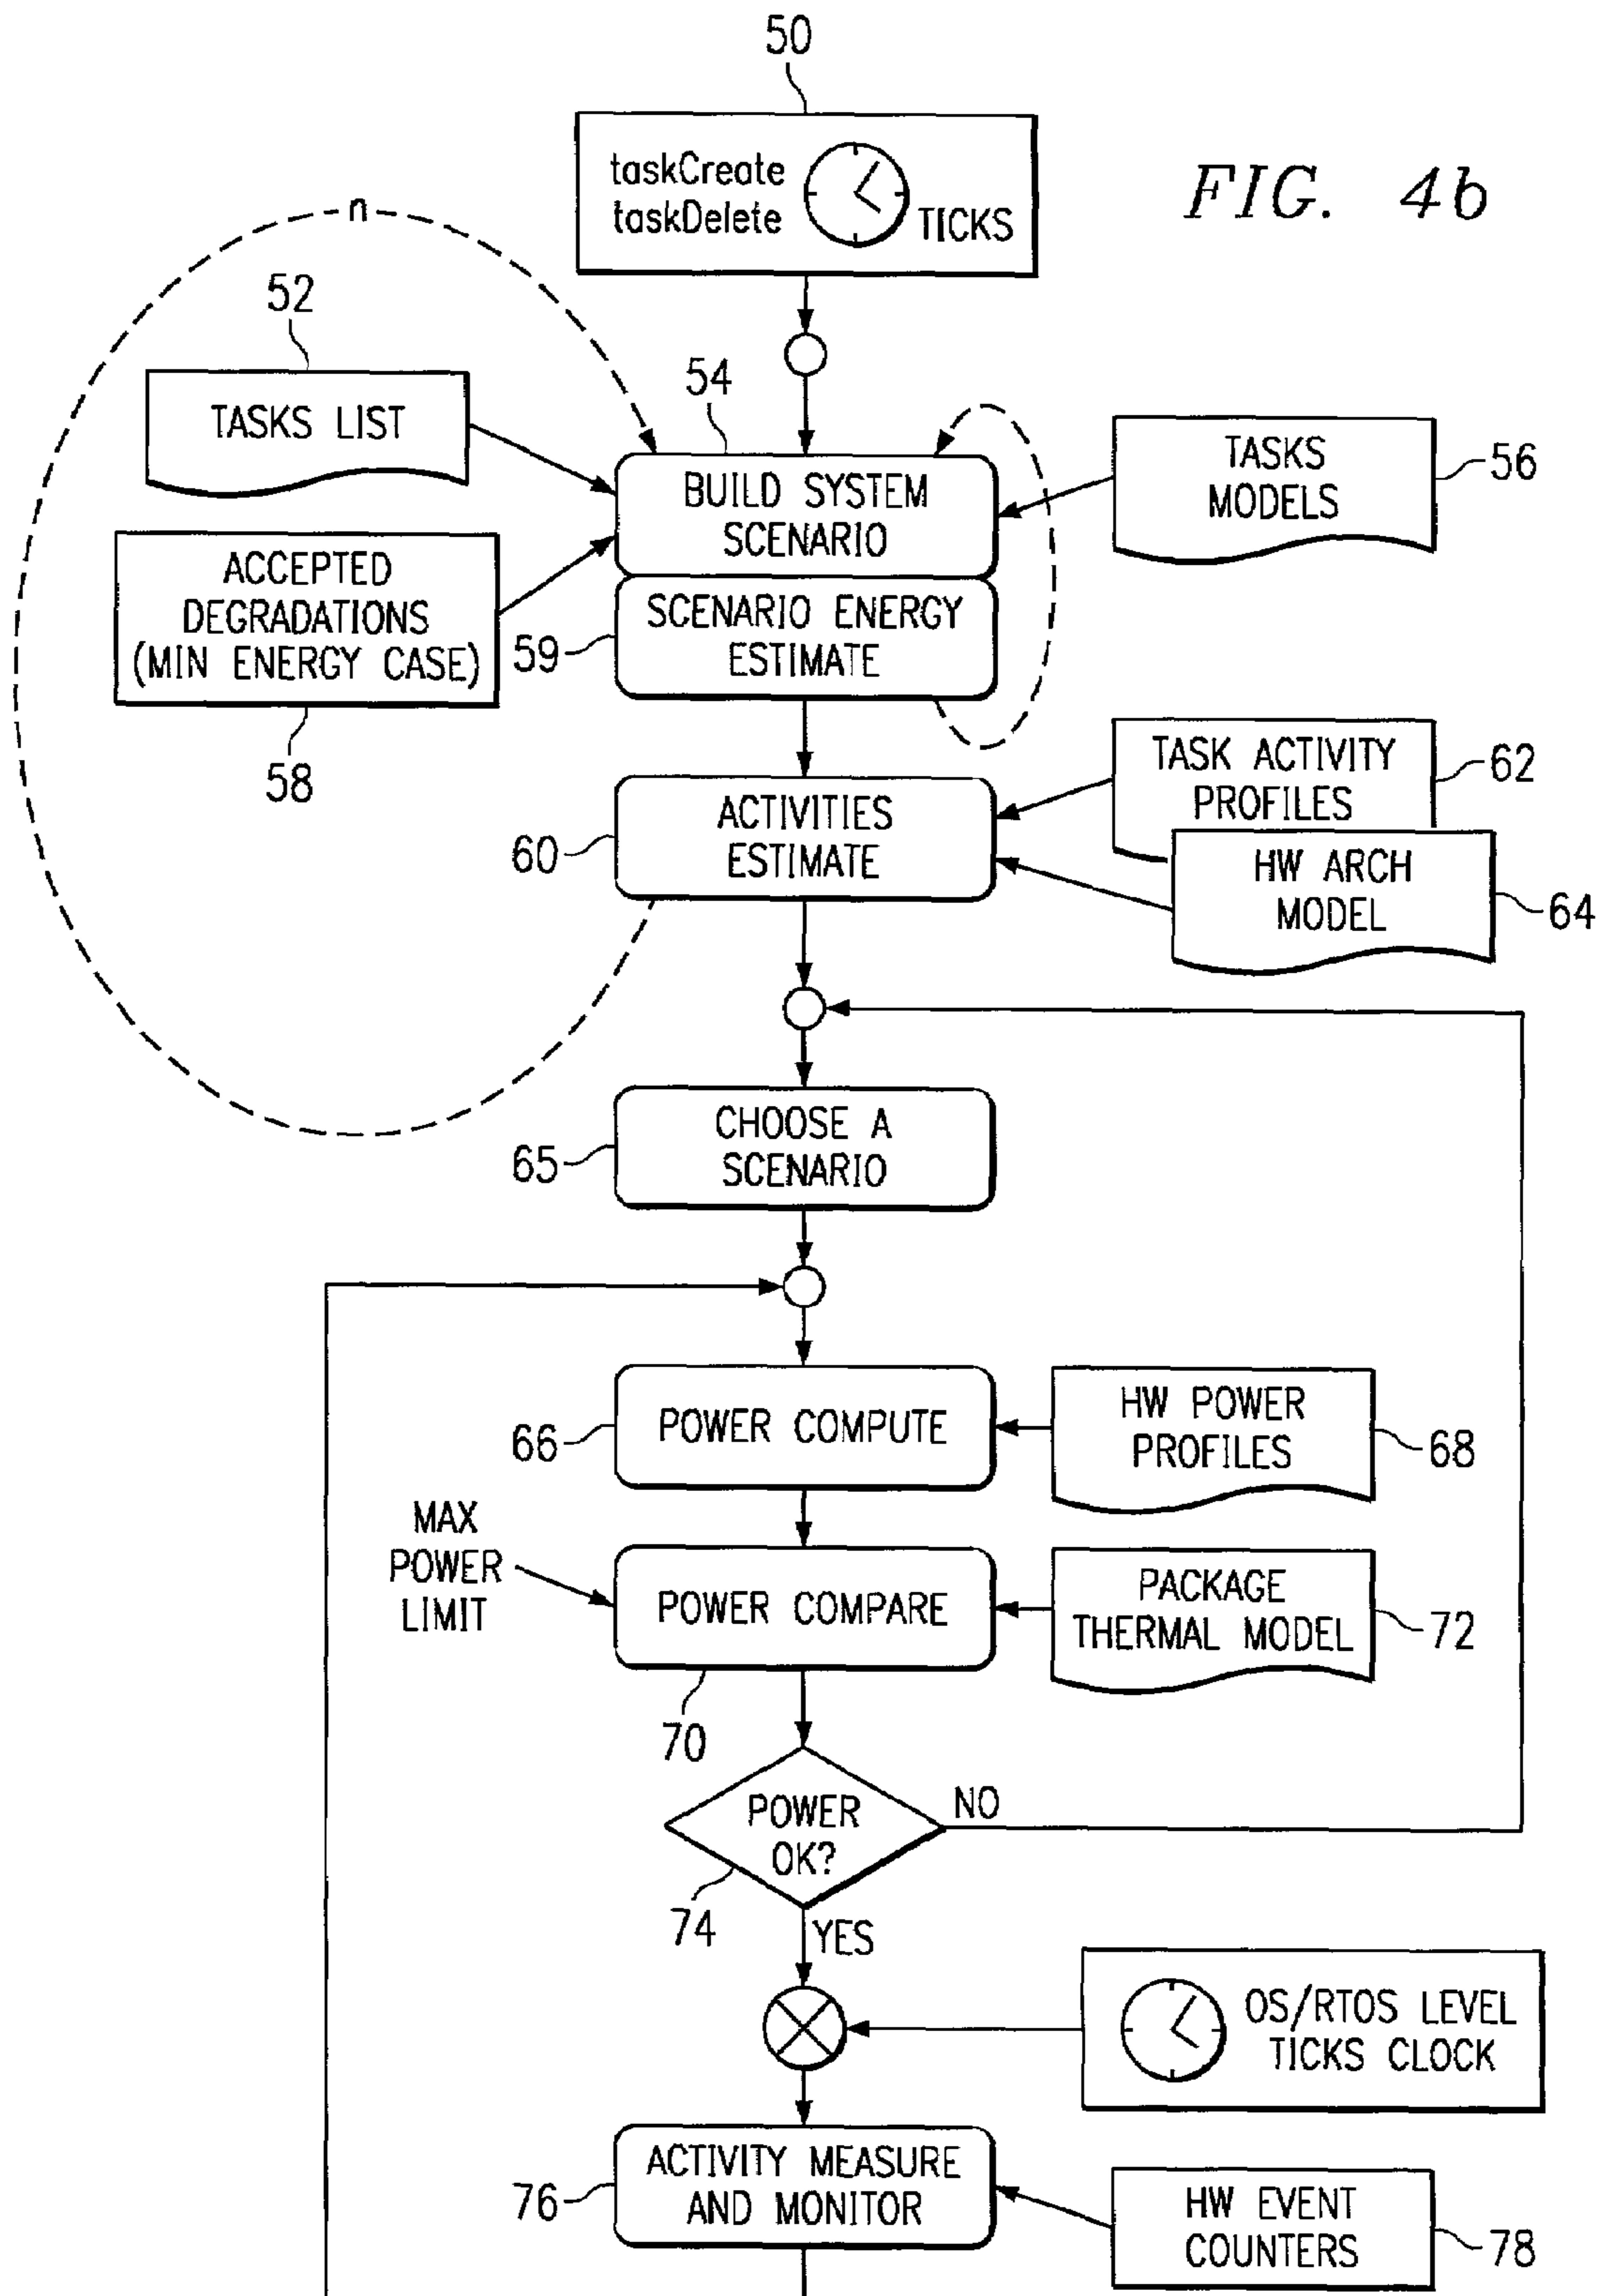 50
taskCreate
taskDelete
TICKS
FIG. 4b
n
52
TASKS LIST
54
BUILD SYSTEM
SCENARIO
TASKS
MODELS
56
ACCEPTED
DEGRADATIONS
(MIN ENERGY CASE)
58
59
SCENARIO ENERGY
ESTIMATE
60
ACTIVITIES
ESTIMATE
TASK ACTIVITY
PROFILES
62
HW ARCH
MODEL
64
65
CHOOSE A
SCENARIO
66
POWER COMPUTE
HW POWER
PROFILES
68
MAX
POWER
LIMIT
POWER COMPARE
70
PACKAGE
THERMAL MODEL
72
POWER
OK?
74
NO
YES
OS/RTOS LEVEL
TICKS CLOCK
76
ACTIVITY MEASURE
AND MONITOR
HW EVENT
COUNTERS
78